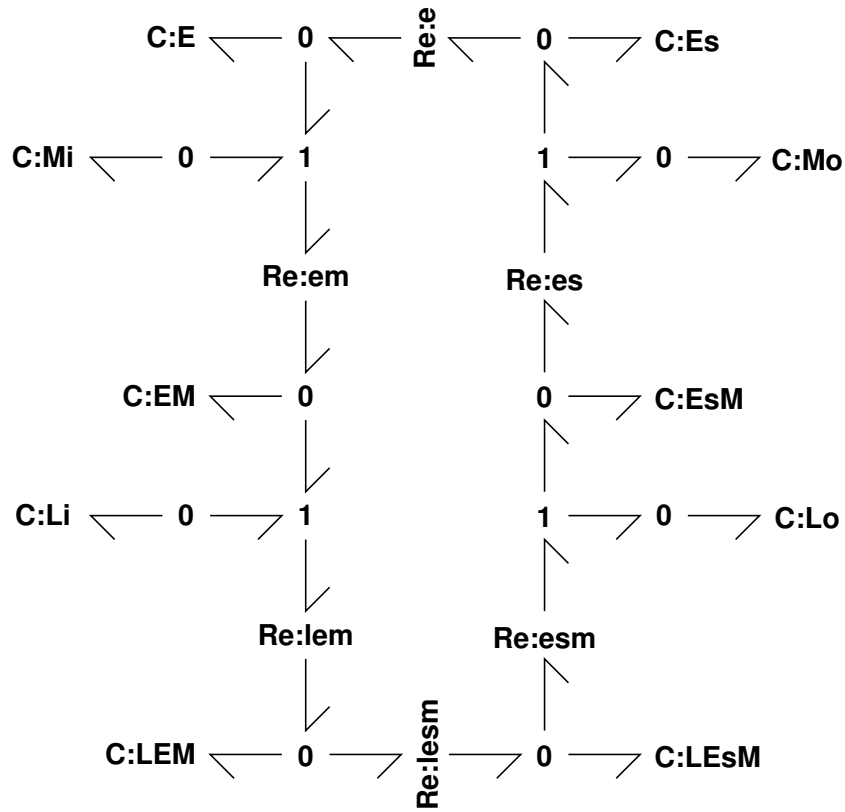 C:E 0 Re:e 0 C:Es
C:Mi 0 1 1 0 C:Mo
Re:em Re:es
C:EM 0 0 C:EsM
C:Li 0 1 1 0 C:Lo
Re:lem Re:esm
C:LEM 0 Re:lesm 0 C:LEsM